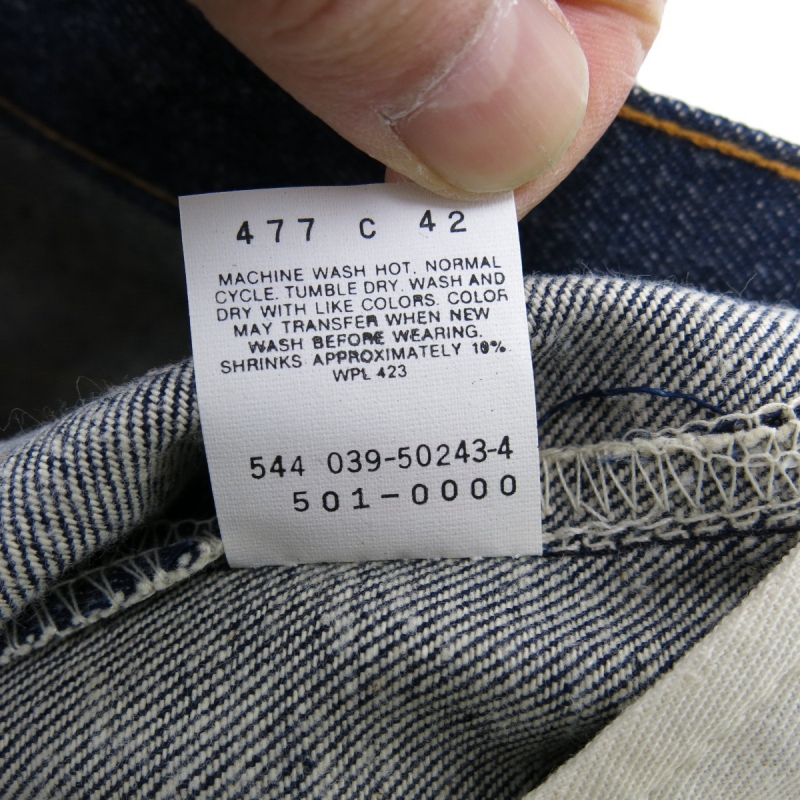 477 C 42
MACHINE WASH HOT. NORMAL
CYCLE. TUMBLE DRY. WASH AND
DRY WITH LIKE COLORS. COLOR
MAY TRANSFER WHEN NEW
WASH BEFORE WEARING.
SHRINKS APPROXIMATELY 10%.
WPL 423
544 039-50243-4
501-0000